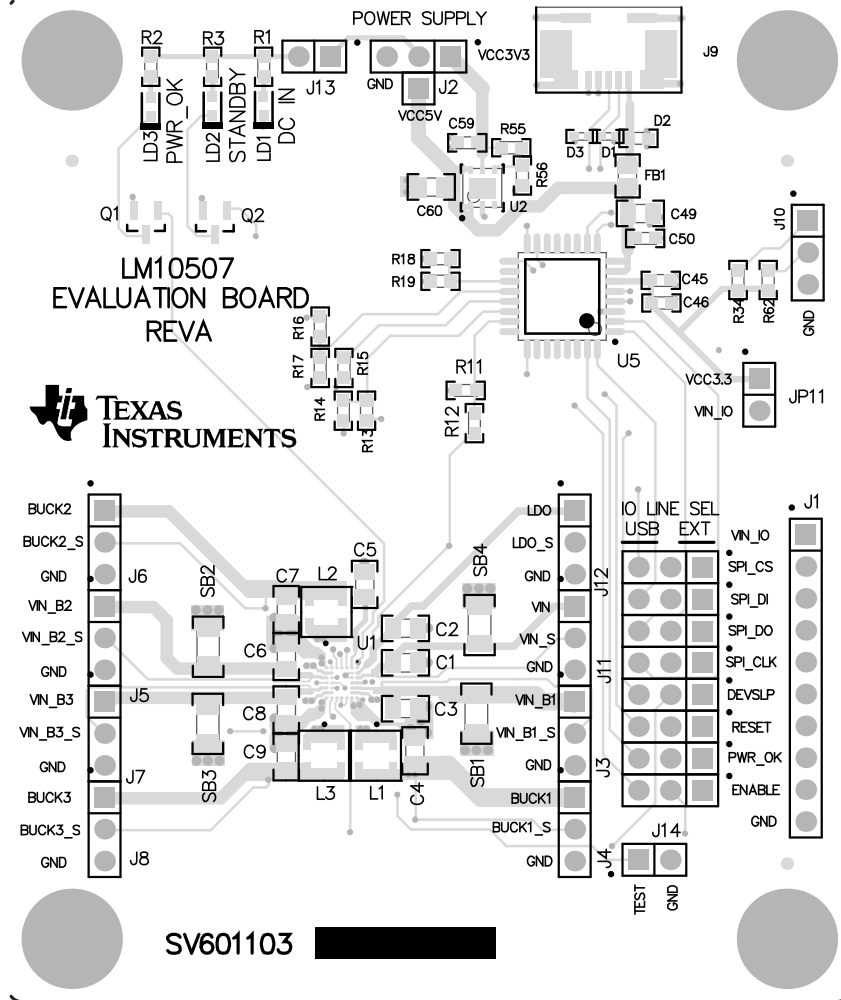 POWER SUPPLY
R2
R3
R1
J13
GND
J2
VCC5V
VCC3V3
J9
LD3
PWR_OK
LD2
STANDBY
LD1
DC IN
C59
R55
R56
C60
U2
D3
D1
D2
FB1
C49
C50
J10
Q1
Q2
LM10507
EVALUATION BOARD
REVA
R18
R19
C45
C46
R34
R62
GND
R16
R17
R15
R14
R13
U5
R11
R12
VCC3.3
VIN_IO
JP11
TEXAS
INSTRUMENTS
BUCK2
BUCK2_S
GND
J6
VIN_B2
VIN_B2_S
GND
J5
VIN_B3
VIN_B3_S
GND
J7
BUCK3
BUCK3_S
GND
J8
SB2
SB3
C7
L2
C5
C6
U1
C2
C1
C8
C3
C9
L3
L1
C4
SB4
SB1
LDO
LDO_S
GND
J12
VIN
VIN_S
GND
J11
VIN_B1
VIN_B1_S
GND
J3
BUCK1
BUCK1_S
GND
J4
IO LINE SEL
USB EXT
J1
VIN_IO
SPI_CS
SPI_DI
SPI_DO
SPI_CLK
DEVSLP
RESET
PWR_OK
ENABLE
GND
J14
TEST
GND
SV601103